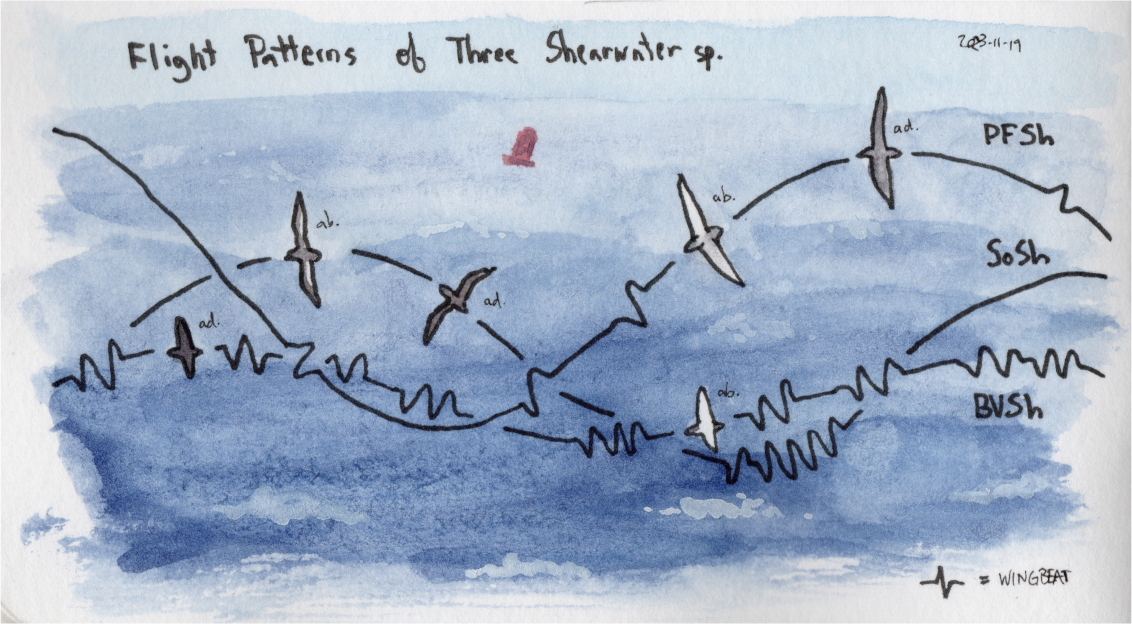 Flight Patterns of Three Shearwater sp.
2023-11-19
ad.
PFSh
ab.
ab.
SoSh
ad.
ad.
ab.
BVSh
= WINGBEAT